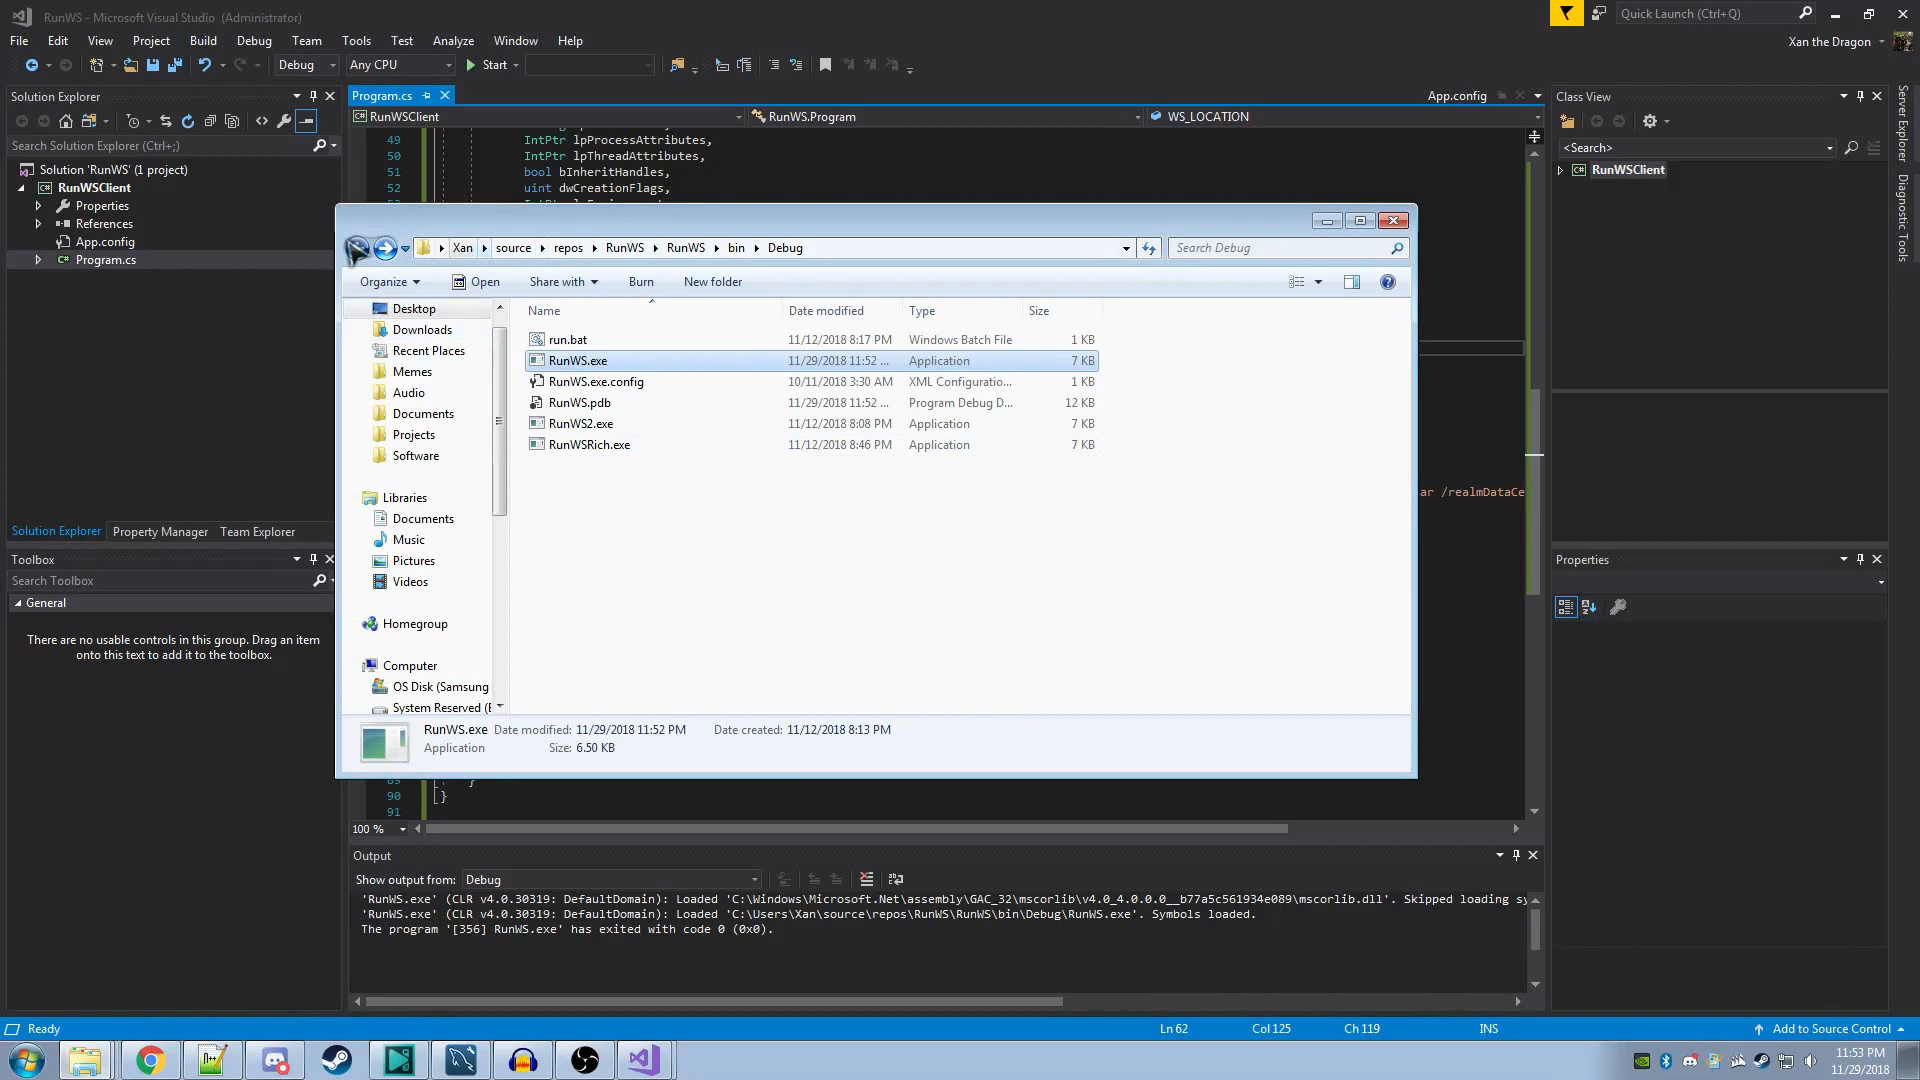 RunWS - Microsoft Visual Studio (Administrator)
Quick Launch (Ctrl+Q)
File Edit View Project Build Debug Team Tools Test Analyze Window Help
Xan the Dragon
Debug Any CPU Start
Solution Explorer
Program.cs
App.config
Class View
RunWSClient RunWS.Program WS_LOCATION
Search Solution Explorer (Ctrl+;)
<Search>
Solution 'RunWS' (1 project)
RunWSClient
Properties
References
App.config
Program.cs
RunWSClient
Server Explorer
Diagnostic Tools
49 IntPtr lpProcessAttributes,
50 IntPtr lpThreadAttributes,
51 bool bInheritHandles,
52 uint dwCreationFlags,
Xan source repos RunWS RunWS bin Debug
Search Debug
Organize Open Share with Burn New folder
Desktop
Downloads
Recent Places
Memes
Audio
Documents
Projects
Software
Libraries
Documents
Music
Pictures
Videos
Homegroup
Computer
OS Disk (Samsung
System Reserved (E
Name Date modified Type Size
run.bat 11/12/2018 8:17 PM Windows Batch File 1 KB
RunWS.exe 11/29/2018 11:52 ... Application 7 KB
RunWS.exe.config 10/11/2018 3:30 AM XML Configuratio... 1 KB
RunWS.pdb 11/29/2018 11:52 ... Program Debug D... 12 KB
RunWS2.exe 11/12/2018 8:08 PM Application 7 KB
RunWSRich.exe 11/12/2018 8:46 PM Application 7 KB
ar /realmDataCe
RunWS.exe Date modified: 11/29/2018 11:52 PM Date created: 11/12/2018 8:13 PM
Application Size: 6.50 KB
Solution Explorer Property Manager Team Explorer
Toolbox
Search Toolbox
General
There are no usable controls in this group. Drag an item
onto this text to add it to the toolbox.
Properties
89 }
90 }
91
100 %
Output
Show output from: Debug
'RunWS.exe' (CLR v4.0.30319: DefaultDomain): Loaded 'C:\Windows\Microsoft.Net\assembly\GAC_32\mscorlib\v4.0_4.0.0.0__b77a5c561934e089\mscorlib.dll'. Skipped loading sy
'RunWS.exe' (CLR v4.0.30319: DefaultDomain): Loaded 'C:\Users\Xan\source\repos\RunWS\RunWS\bin\Debug\RunWS.exe'. Symbols loaded.
The program '[356] RunWS.exe' has exited with code 0 (0x0).
Ready Ln 62 Col 125 Ch 119 INS Add to Source Control
11:53 PM
11/29/2018